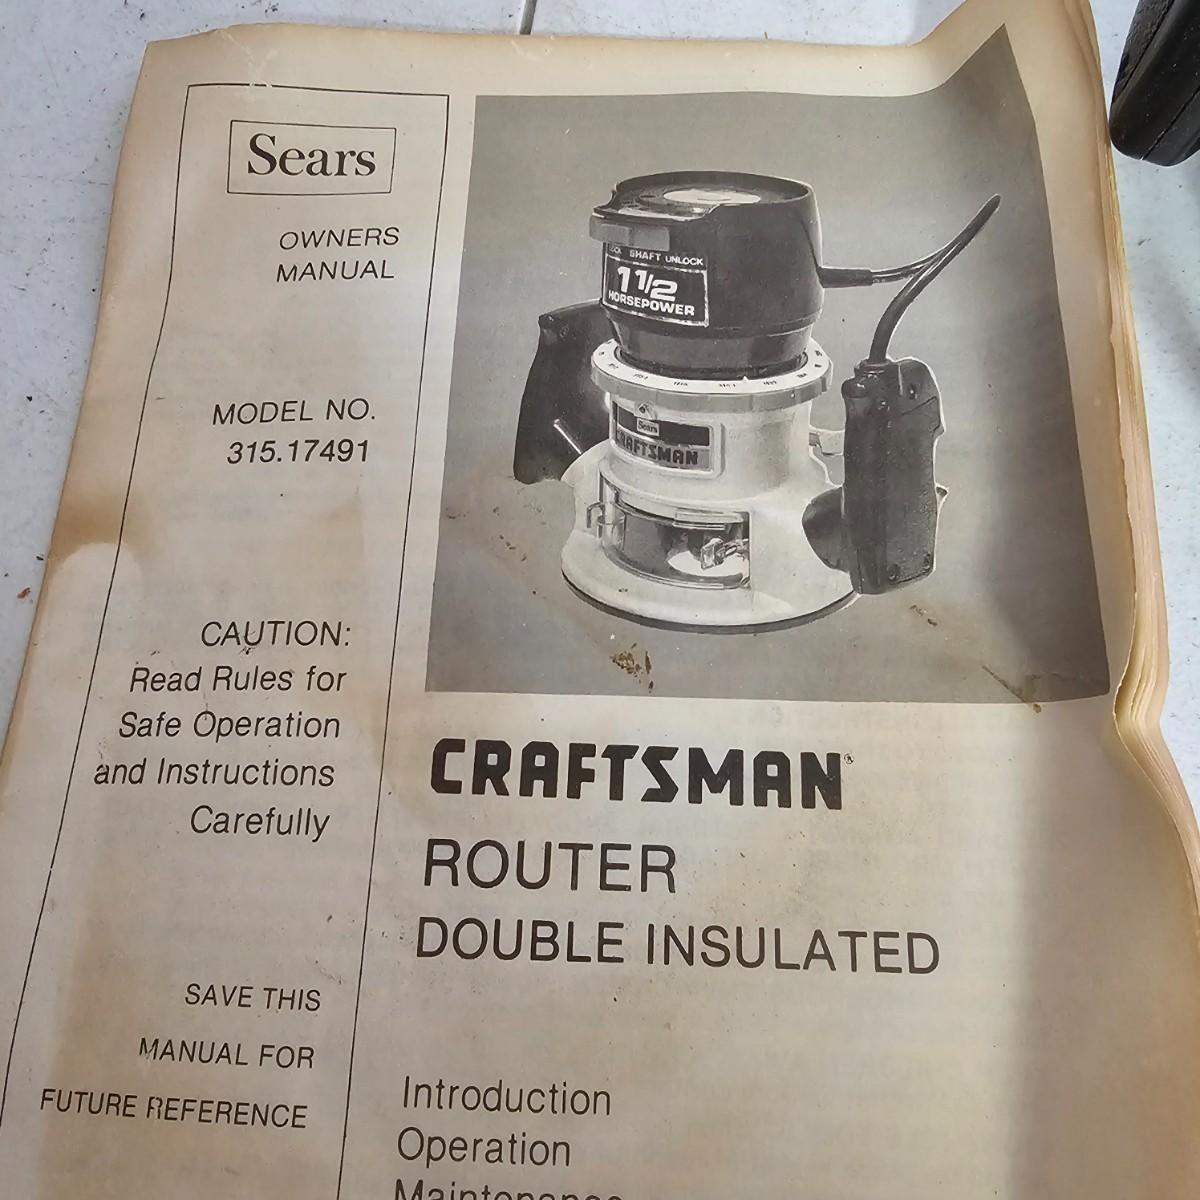 Sears
OWNERS
MANUAL
MODEL NO.
315.17491
CAUTION:
Read Rules for
Safe Operation
and Instructions
Carefully
SAVE THIS
MANUAL FOR
FUTURE REFERENCE
LOCK SHAFT UNLOCK
1 1/2
HORSEPOWER
Sears
CRAFTSMAN
CRAFTSMAN®
ROUTER
DOUBLE INSULATED
Introduction
Operation
Maintenance